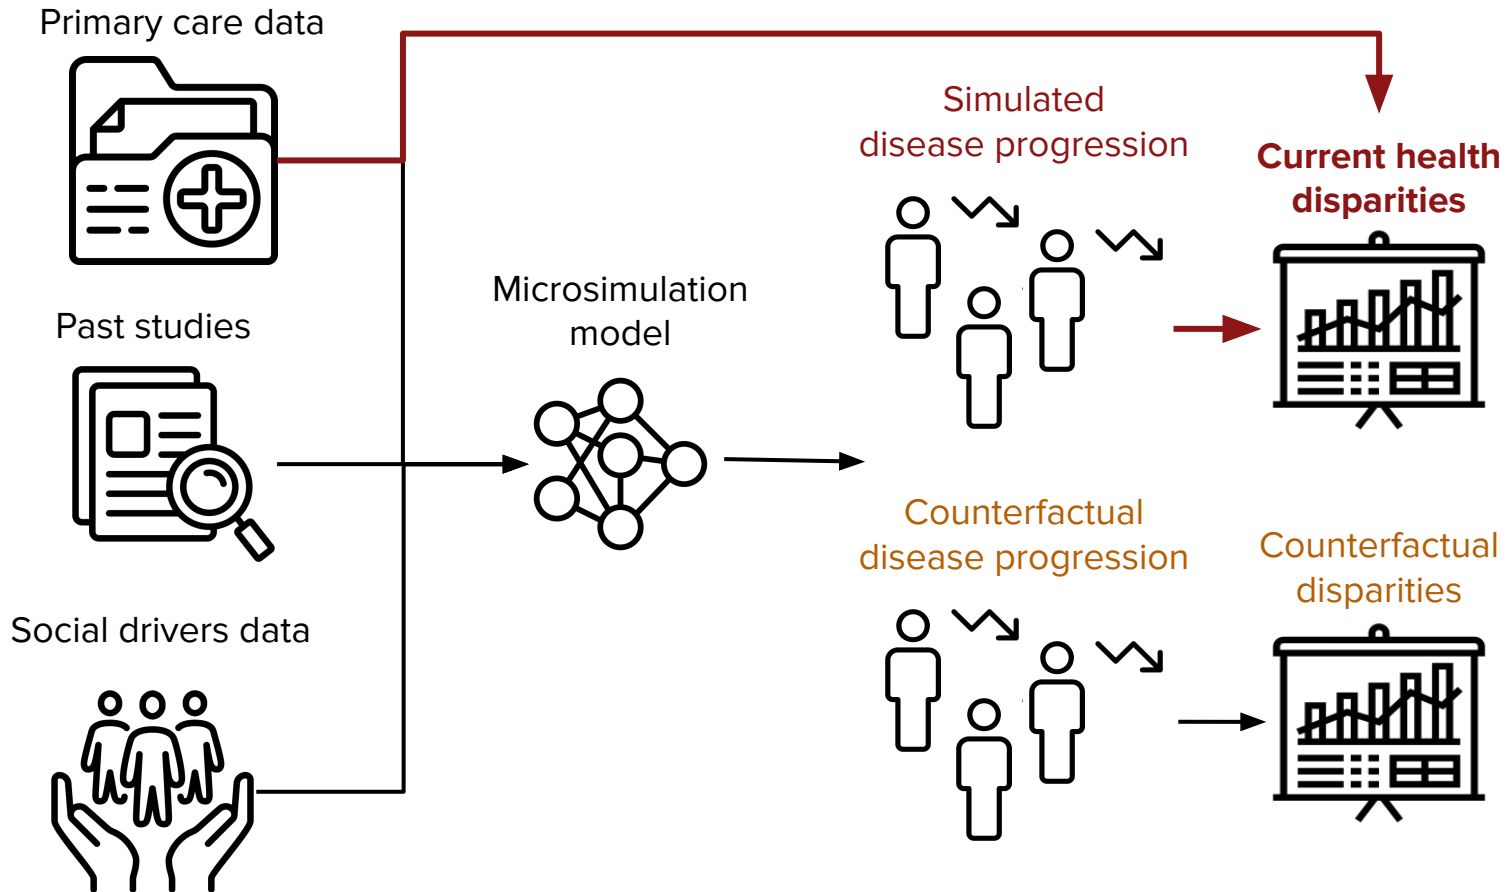 Primary care data
Past studies
Social drivers data
Microsimulation
model
Simulated
disease progression
Current health
disparities
Counterfactual
disease progression
Counterfactual
disparities